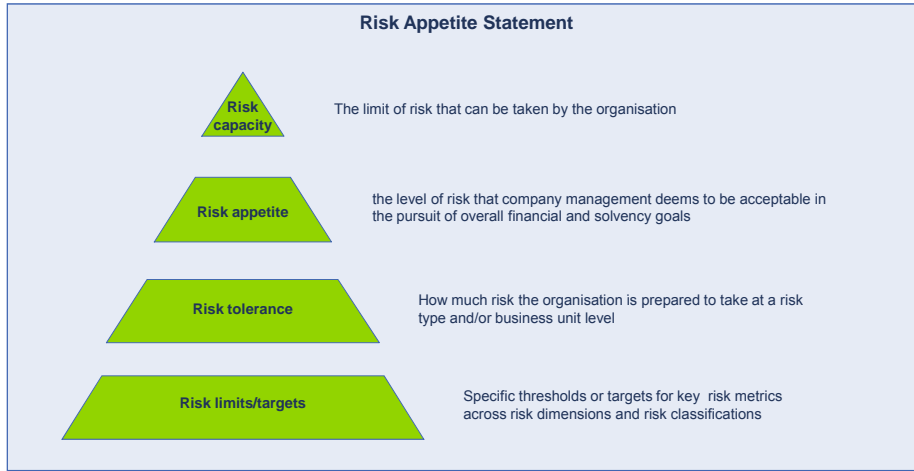 Risk Appetite Statement
Risk
capacity
The limit of risk that can be taken by the organisation
Risk appetite
the level of risk that company management deems to be acceptable in
the pursuit of overall financial and solvency goals
Risk tolerance
How much risk the organisation is prepared to take at a risk
type and/or business unit level
Risk limits/targets
Specific thresholds or targets for key risk metrics
across risk dimensions and risk classifications